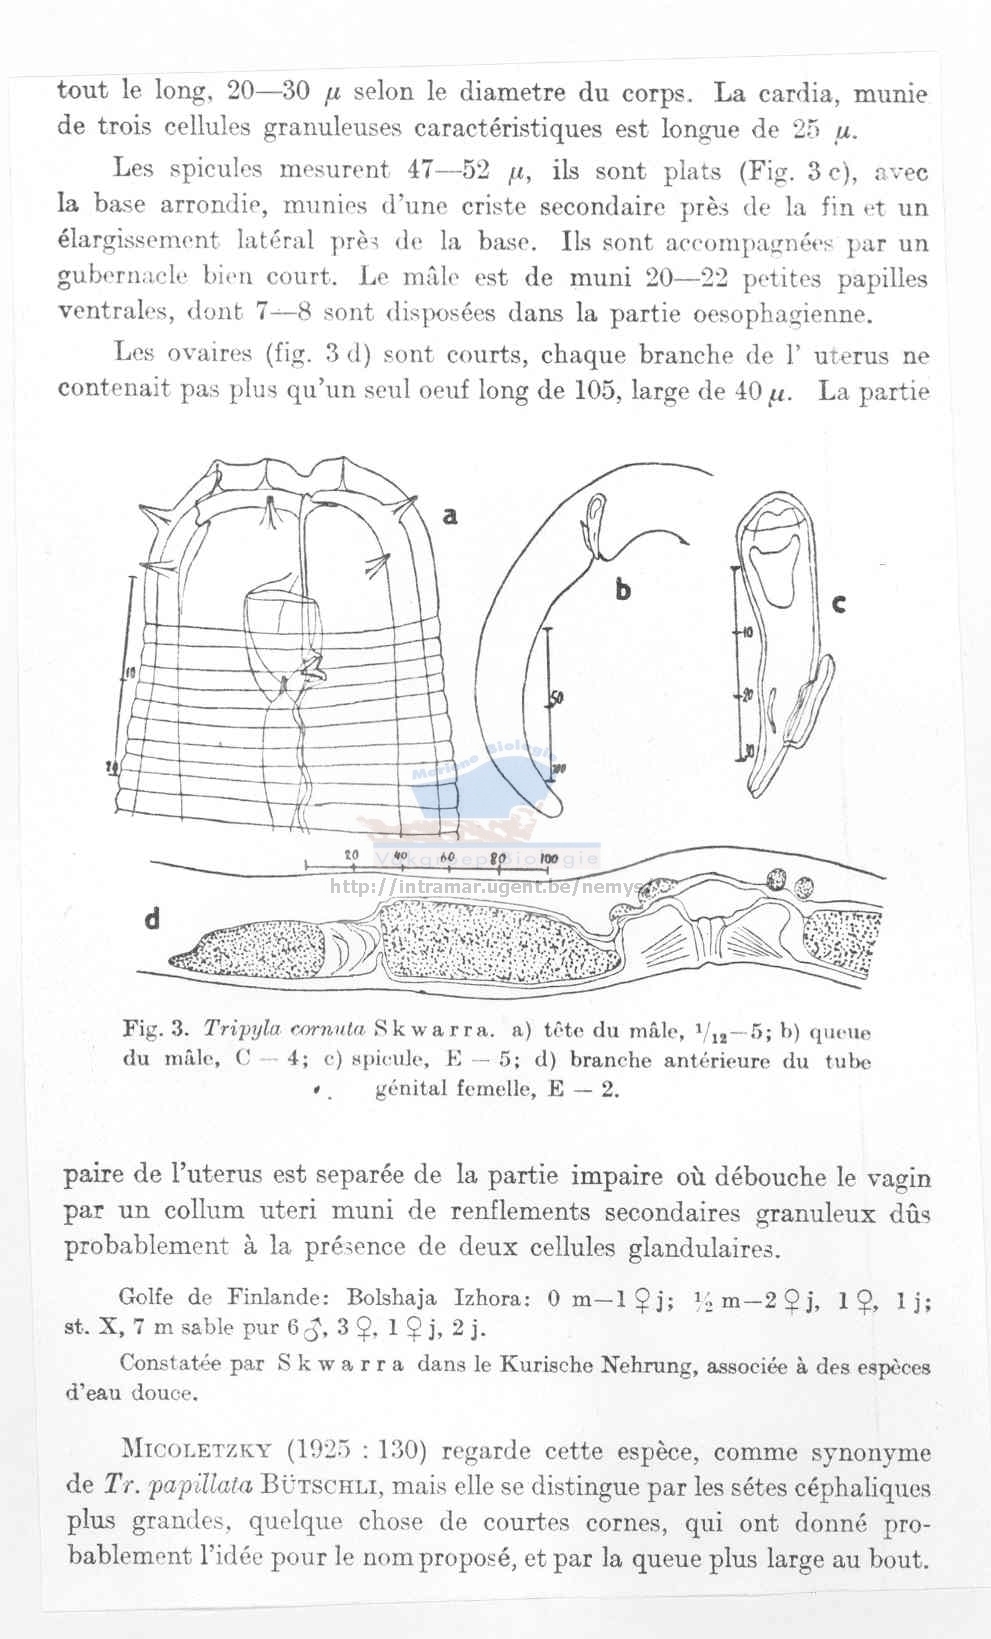 tout le long, 20—30 μ selon le diametre du corps. La cardia, munie
de trois cellules granuleuses caractéristiques est longue de 25 μ.
Les spicules mesurent 47—52 μ, ils sont plats (Fig. 3 c), avec
la base arrondie, munies d'une criste secondaire près de la fin et un
élargissement latéral près de la base. Ils sont accompagnées par un
gubernacle bien court. Le mâle est de muni 20—22 petites papilles
ventrales, dont 7—8 sont disposées dans la partie oesophagienne.
Les ovaires (fig. 3 d) sont courts, chaque branche de l' uterus ne
contenait pas plus qu'un seul oeuf long de 105, large de 40 μ. La partie
a
b
c
10
20
50
100
10
20
30
Mariene Biologie
Vakgroep Biologie
20 40 60 80 100
http://intramar.ugent.be/nemys
d
Fig. 3. Tripyla cornuta Skwarra. a) tête du mâle, 1/12—5; b) queue
du mâle, C — 4; c) spicule, E — 5; d) branche antérieure du tube
génital femelle, E — 2.
paire de l'uterus est separée de la partie impaire où débouche le vagin
par un collum uteri muni de renflements secondaires granuleux dûs
probablement à la présence de deux cellules glandulaires.
Golfe de Finlande: Bolshaja Izhora: 0 m—1 ♀ j; ½ m—2 ♀ j, 1 ♀, 1 j;
st. X, 7 m sable pur 6 ♂, 3 ♀, 1 ♀ j, 2 j.
Constatée par Skwarra dans le Kurische Nehrung, associée à des espèces
d'eau douce.
MICOLETZKY (1925 : 130) regarde cette espèce, comme synonyme
de Tr. papillata BÜTSCHLI, mais elle se distingue par les sétes céphaliques
plus grandes, quelque chose de courtes cornes, qui ont donné pro-
bablement l'idée pour le nom proposé, et par la queue plus large au bout.